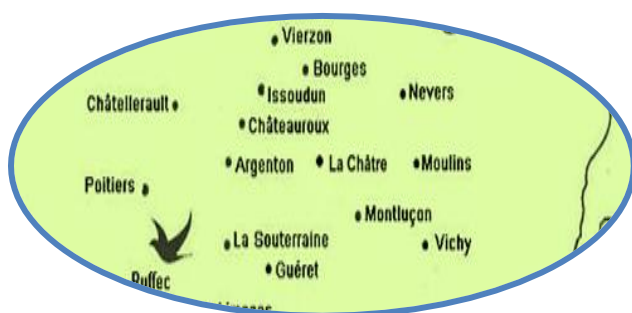 Vierzon
Bourges
Issoudun
Nevers
Châtellerault
Châteauroux
Argenton
La Châtre
Moulins
Poitiers
Montluçon
La Souterraine
Vichy
Guéret
Ruffec